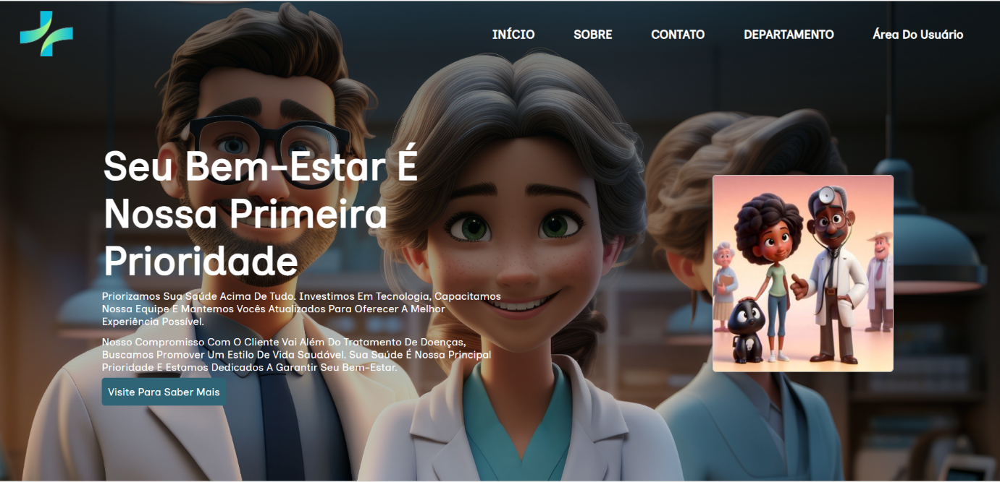 INÍCIO SOBRE CONTATO DEPARTAMENTO Área Do Usuário
Seu Bem-Estar É
Nossa Primeira
Prioridade
Priorizamos Sua Saúde Acima De Tudo. Investimos Em Tecnologia, Capacitamos
Nossa Equipe E Mantemos Vocês Atualizados Para Oferecer A Melhor
Experiência Possível.
Nosso Compromisso Com O Cliente Vai Além Do Tratamento De Doenças,
Buscamos Promover Um Estilo De Vida Saudável. Sua Saúde É Nossa Principal
Prioridade E Estamos Dedicados A Garantir Seu Bem-Estar.
Visite Para Saber Mais